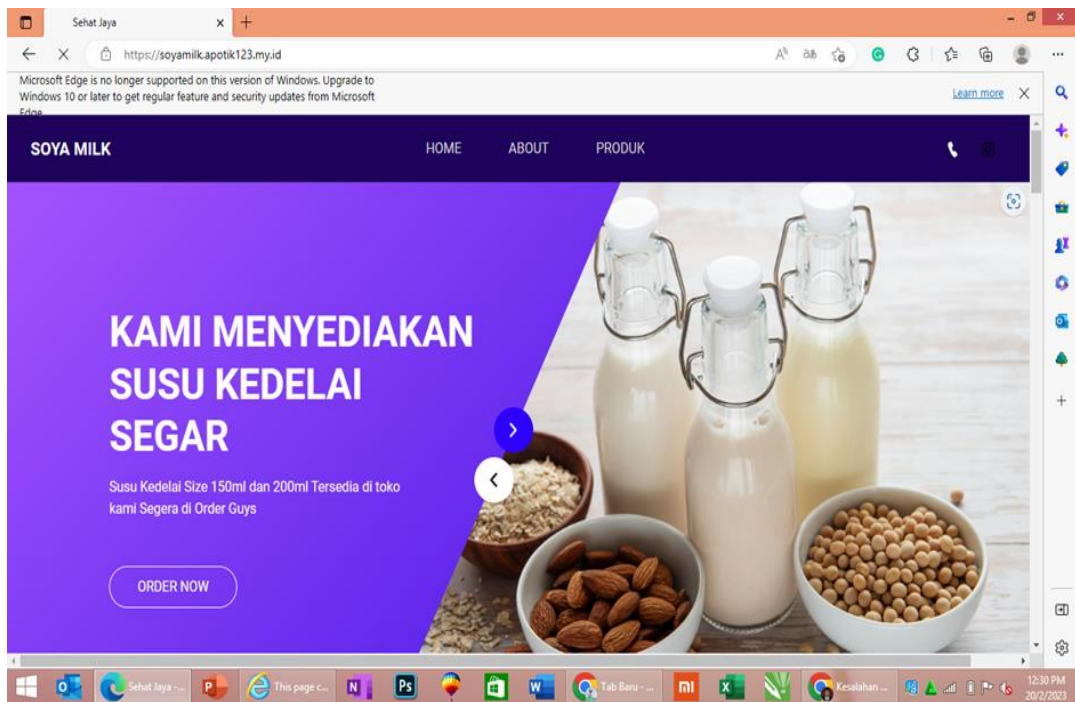 Sehat Jaya
https://soyamilk.apotik123.my.id
Microsoft Edge is no longer supported on this version of Windows. Upgrade to
Windows 10 or later to get regular feature and security updates from Microsoft
Edge
Learn more
SOYA MILK
HOME ABOUT PRODUK
KAMI MENYEDIAKAN
SUSU KEDELAI
SEGAR
Susu Kedelai Size 150ml dan 200ml Tersedia di toko
kami Segera di Order Guys
ORDER NOW
Sehat Jaya -... This page c... Tab Baru - ... Kesalahan ...
12:30 PM
20/2/2023